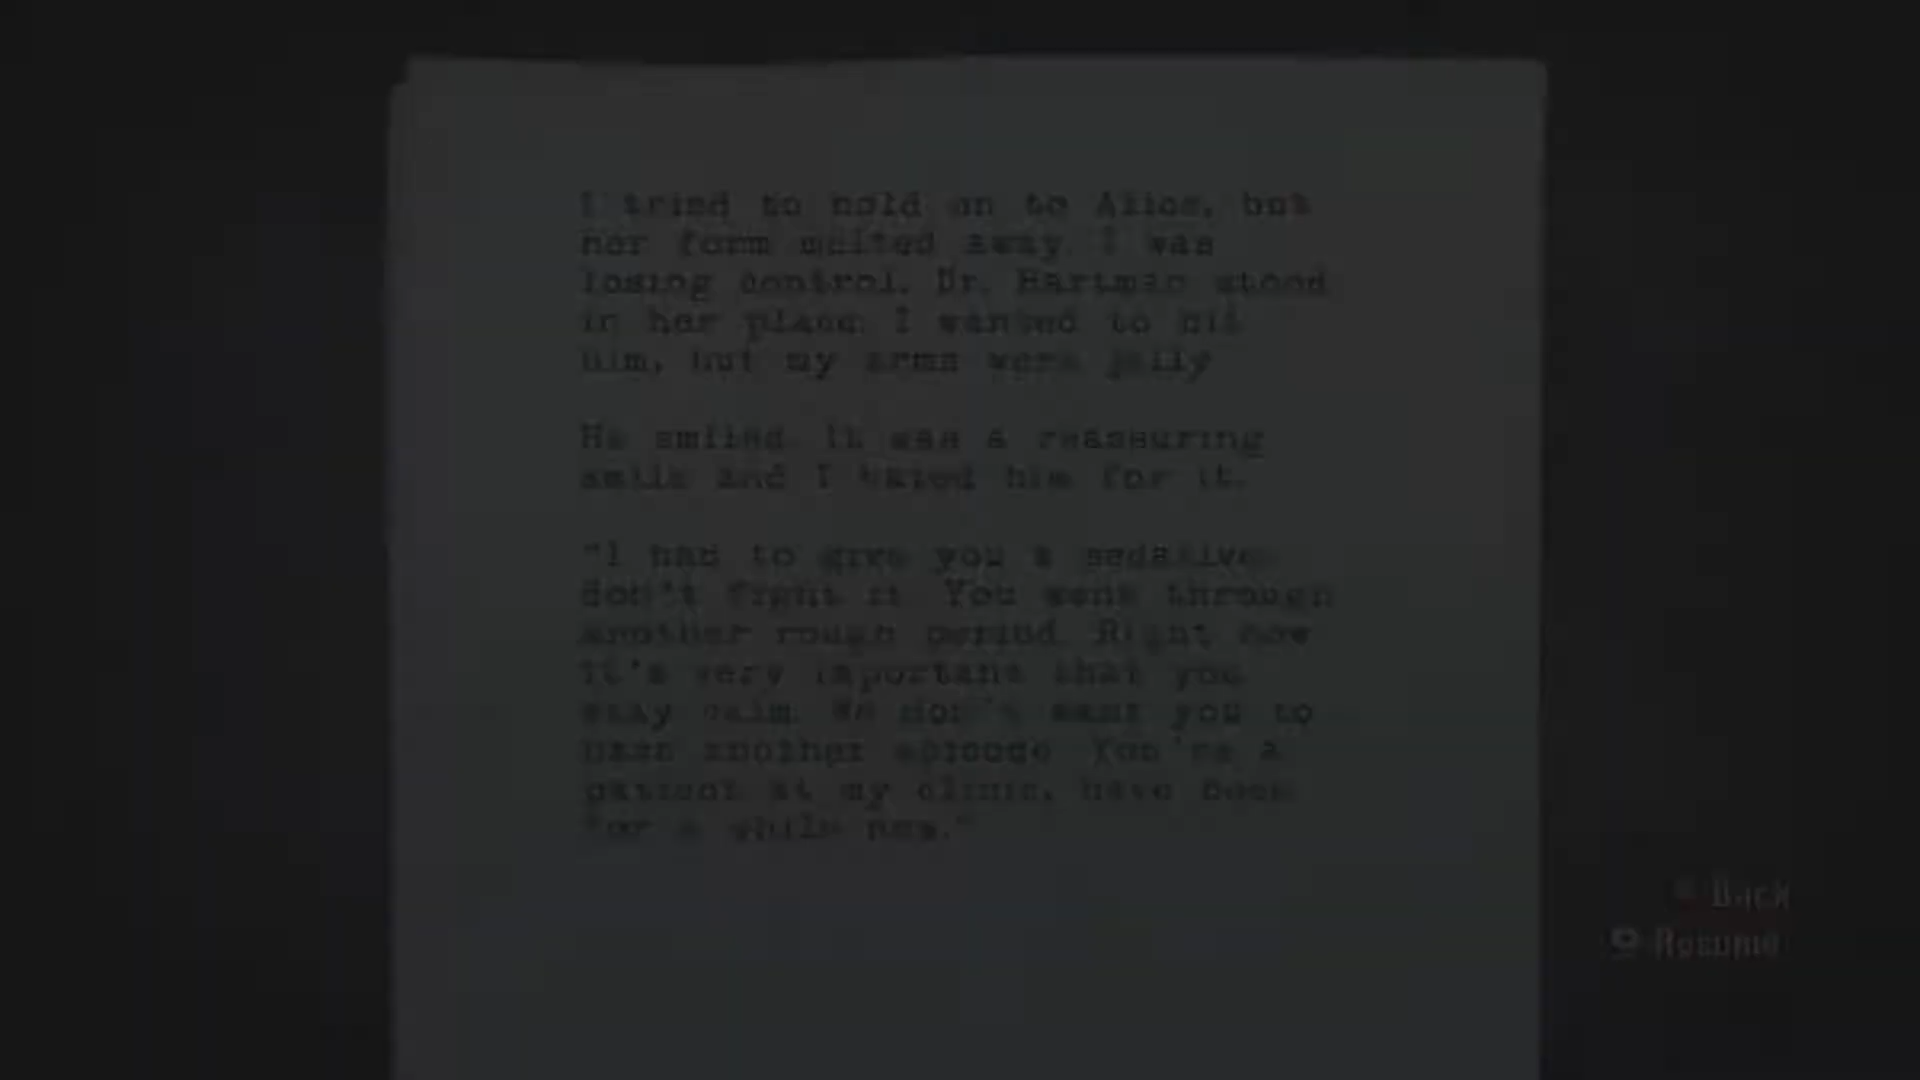 I tried to hold on to Alice, but
her form melted away. I was
losing control. Dr. Hartman stood
in her place. I wanted to hit
him, but my arms were jelly.
He smiled. It was a reassuring
smile and I hated him for it.
"I had to give you a sedative,
don't fight it. You went through
another rough period. Right now
it's very important that you
stay calm. We don't want you to
have another episode. You're a
patient at my clinic, have been
for a while now."
Back
Resume